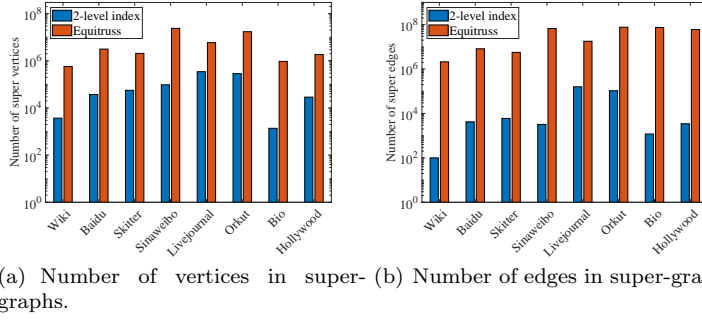 10^8
10^6
10^4
10^2
10^0
Number of super vertices
2-level index
Equitruss
Wiki
Baidu
Skitter
Sinaweibo
Livejournal
Orkut
Bio
Hollywood
10^8
10^6
10^4
10^2
10^0
Number of super edges
2-level index
Equitruss
Wiki
Baidu
Skitter
Sinaweibo
Livejournal
Orkut
Bio
Hollywood
a) Number of vertices in super-
graphs.
(b) Number of edges in super-gra